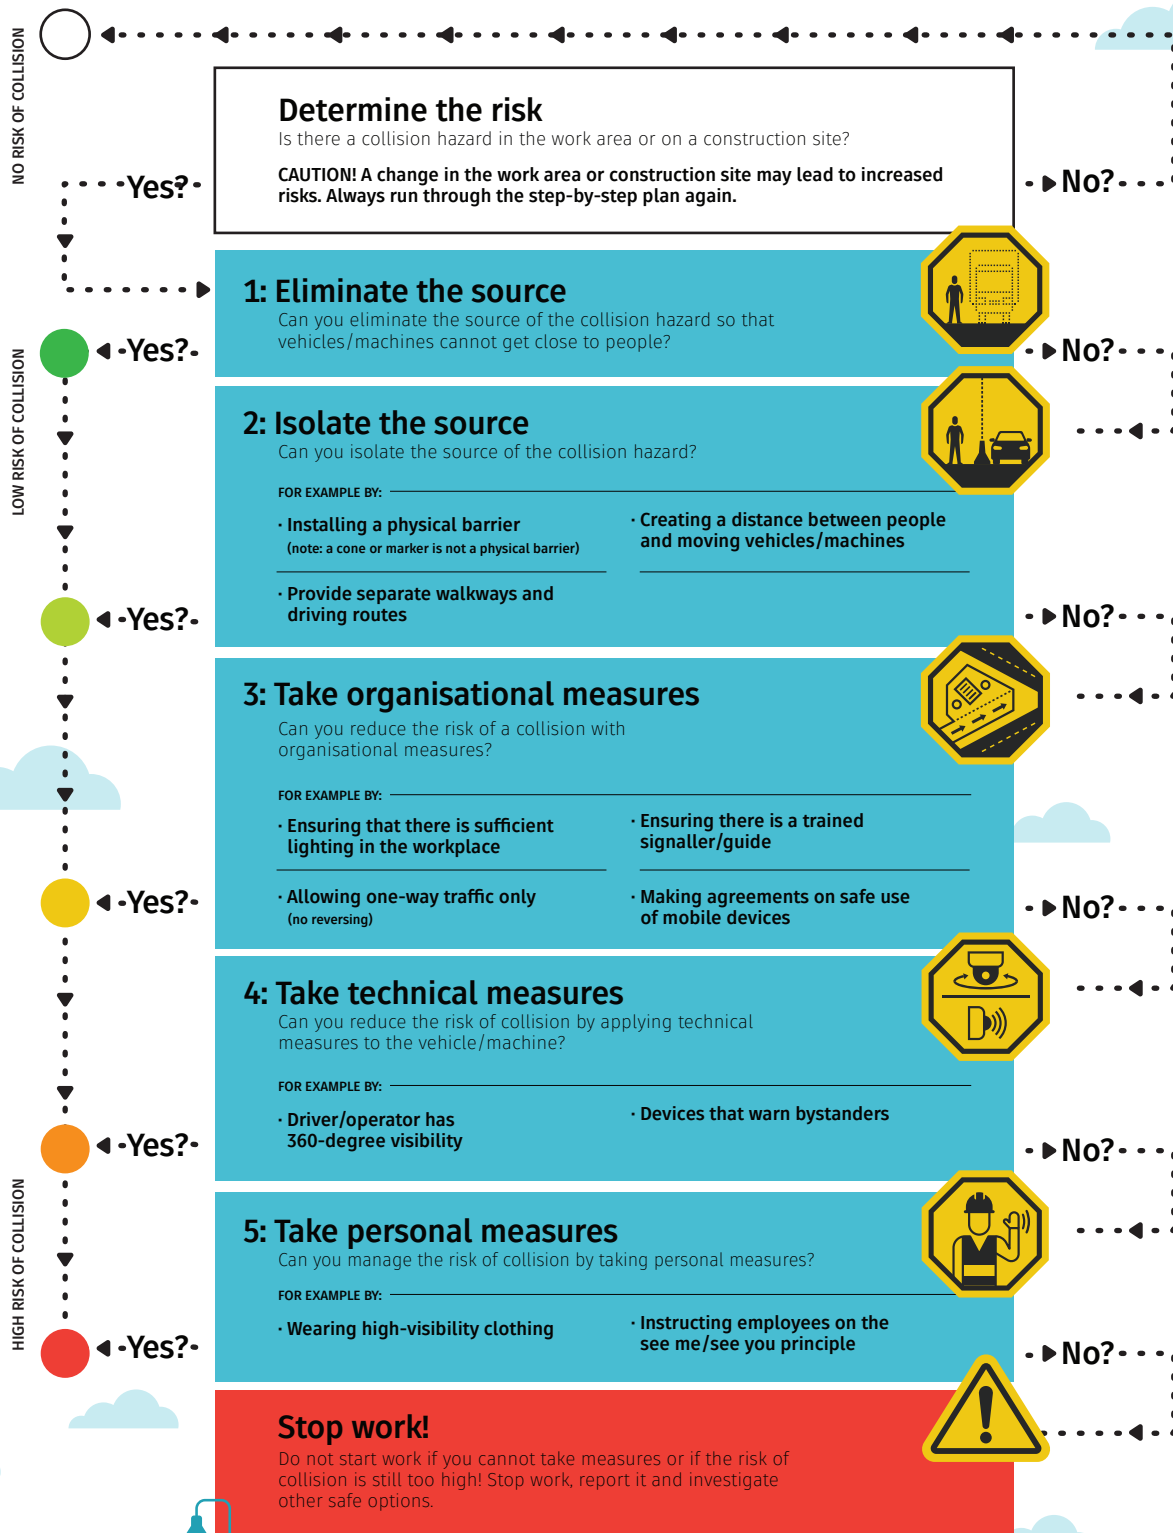 NO RISK OF COLLISION
Determine the risk
Is there a collision hazard in the work area or on a construction site?
CAUTION! A change in the work area or construction site may lead to increased
risks. Always run through the step-by-step plan again.
Yes?
No?
1: Eliminate the source
Can you eliminate the source of the collision hazard so that
vehicles/machines cannot get close to people?
Yes?
No?
LOW RISK OF COLLISION
2: Isolate the source
Can you isolate the source of the collision hazard?
FOR EXAMPLE BY:
· Installing a physical barrier
(note: a cone or marker is not a physical barrier)
· Creating a distance between people
and moving vehicles/machines
· Provide separate walkways and
driving routes
Yes?
No?
3: Take organisational measures
Can you reduce the risk of a collision with
organisational measures?
FOR EXAMPLE BY:
· Ensuring that there is sufficient
lighting in the workplace
· Ensuring there is a trained
signaller/guide
· Allowing one-way traffic only
(no reversing)
· Making agreements on safe use
of mobile devices
Yes?
No?
4: Take technical measures
Can you reduce the risk of collision by applying technical
measures to the vehicle/machine?
FOR EXAMPLE BY:
· Driver/operator has
360-degree visibility
· Devices that warn bystanders
Yes?
No?
HIGH RISK OF COLLISION
5: Take personal measures
Can you manage the risk of collision by taking personal measures?
FOR EXAMPLE BY:
· Wearing high-visibility clothing
· Instructing employees on the
see me/see you principle
Yes?
No?
Stop work!
Do not start work if you cannot take measures or if the risk of
collision is still too high! Stop work, report it and investigate
other safe options.